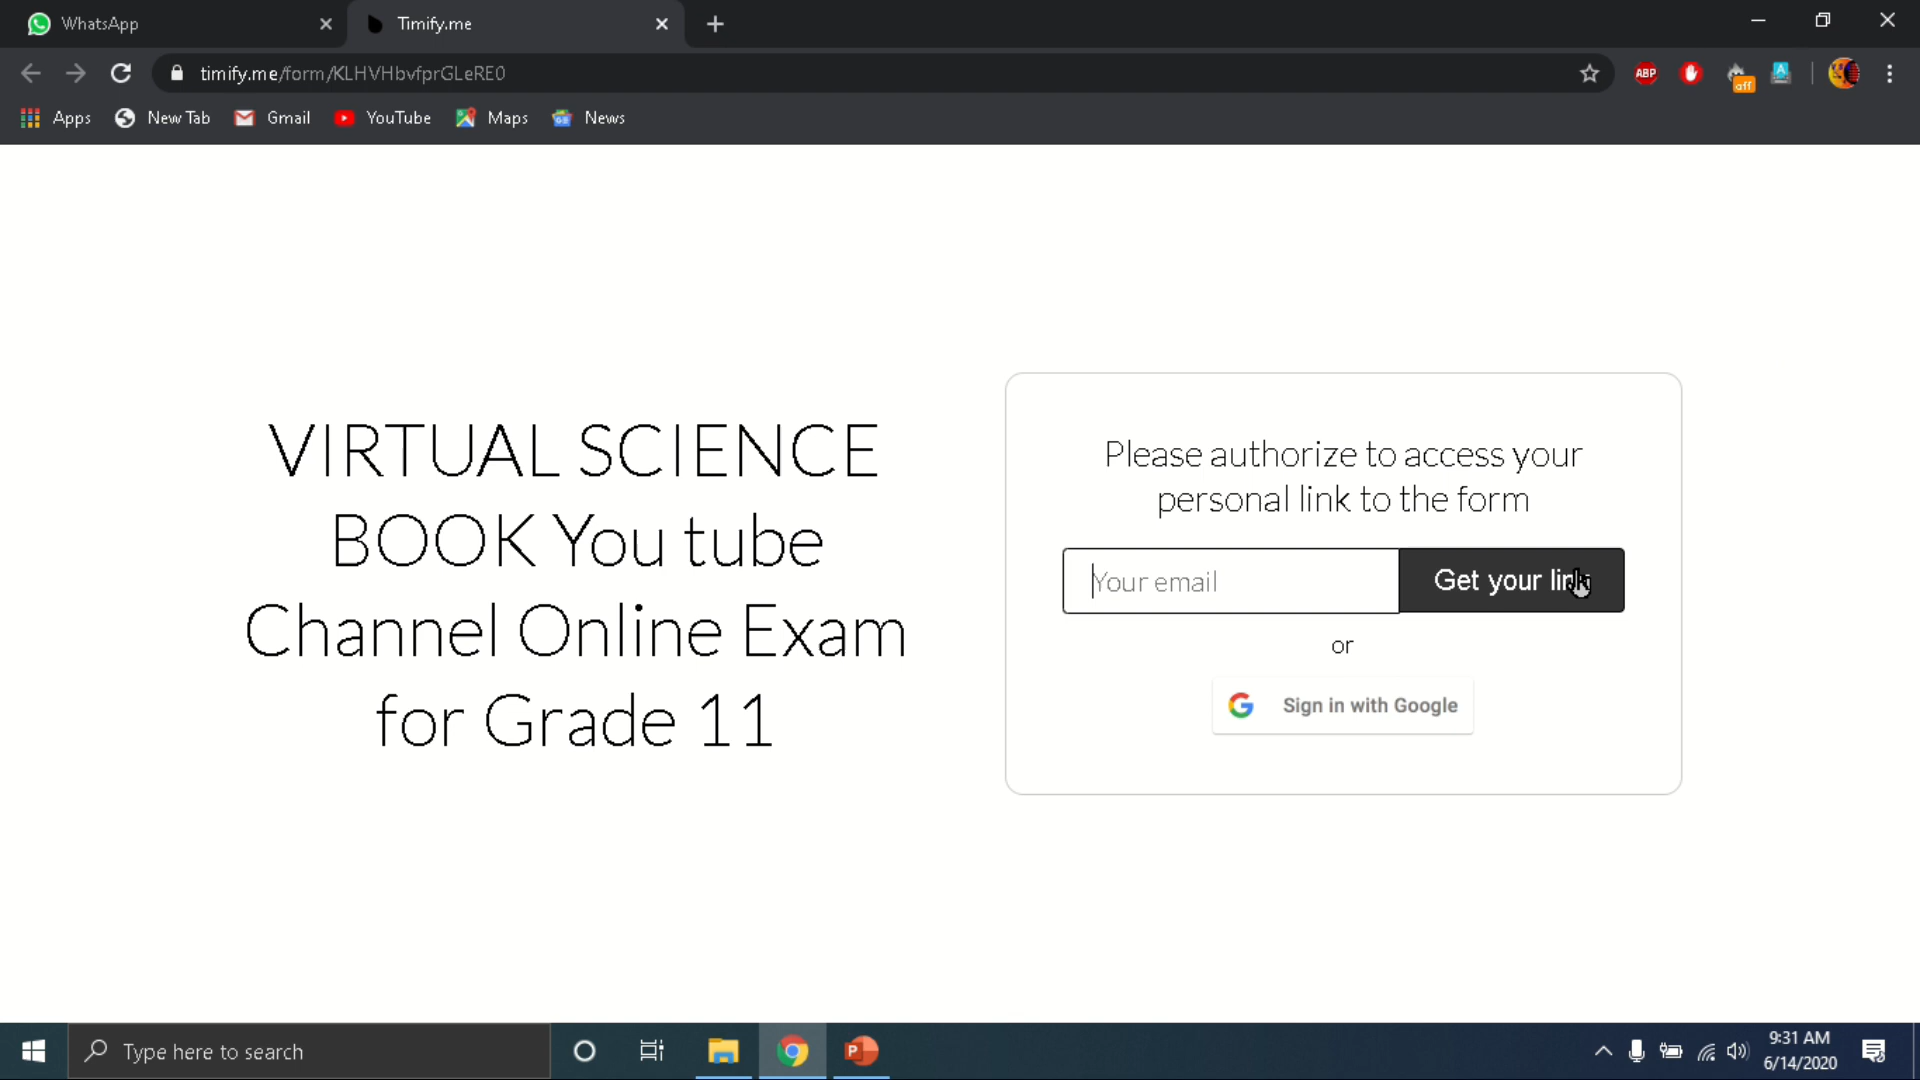 WhatsApp
Timify.me
timify.me/form/KLHVHbvfprGLeRE0
ABP
off
Apps
New Tab
Gmail
YouTube
Maps
News
VIRTUAL SCIENCE
BOOK You tube
Channel Online Exam
for Grade 11
Please authorize to access your
personal link to the form
Your email
Get your link
or
Sign in with Google
Type here to search
9:31 AM
6/14/2020